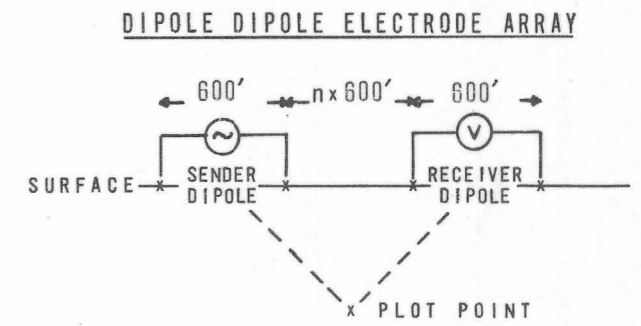 DIPOLE DIPOLE ELECTRODE ARRAY
600' n x 600' 600'
~ V
SURFACE SENDER DIPOLE RECEIVER DIPOLE
x PLOT POINT